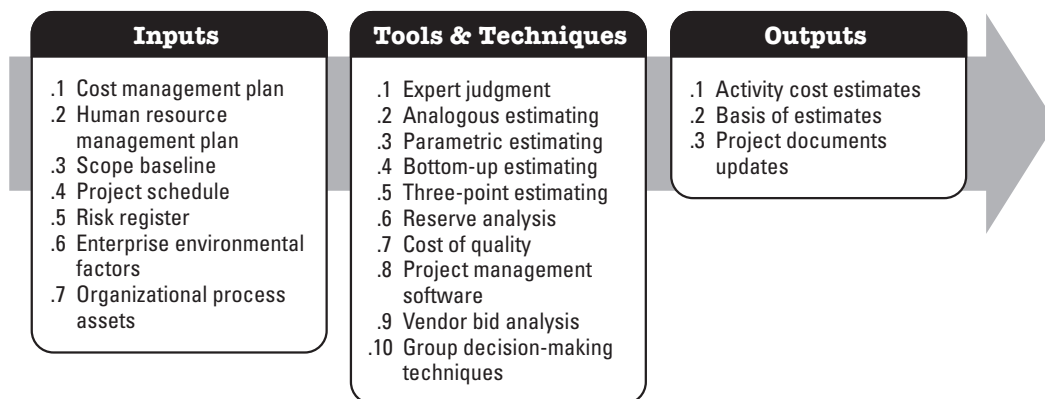 Inputs
.1 Cost management plan
.2 Human resource
management plan
.3 Scope baseline
.4 Project schedule
.5 Risk register
.6 Enterprise environmental
factors
.7 Organizational process
assets
Tools & Techniques
.1 Expert judgment
.2 Analogous estimating
.3 Parametric estimating
.4 Bottom-up estimating
.5 Three-point estimating
.6 Reserve analysis
.7 Cost of quality
.8 Project management
software
.9 Vendor bid analysis
.10 Group decision-making
techniques
Outputs
.1 Activity cost estimates
.2 Basis of estimates
.3 Project documents
updates